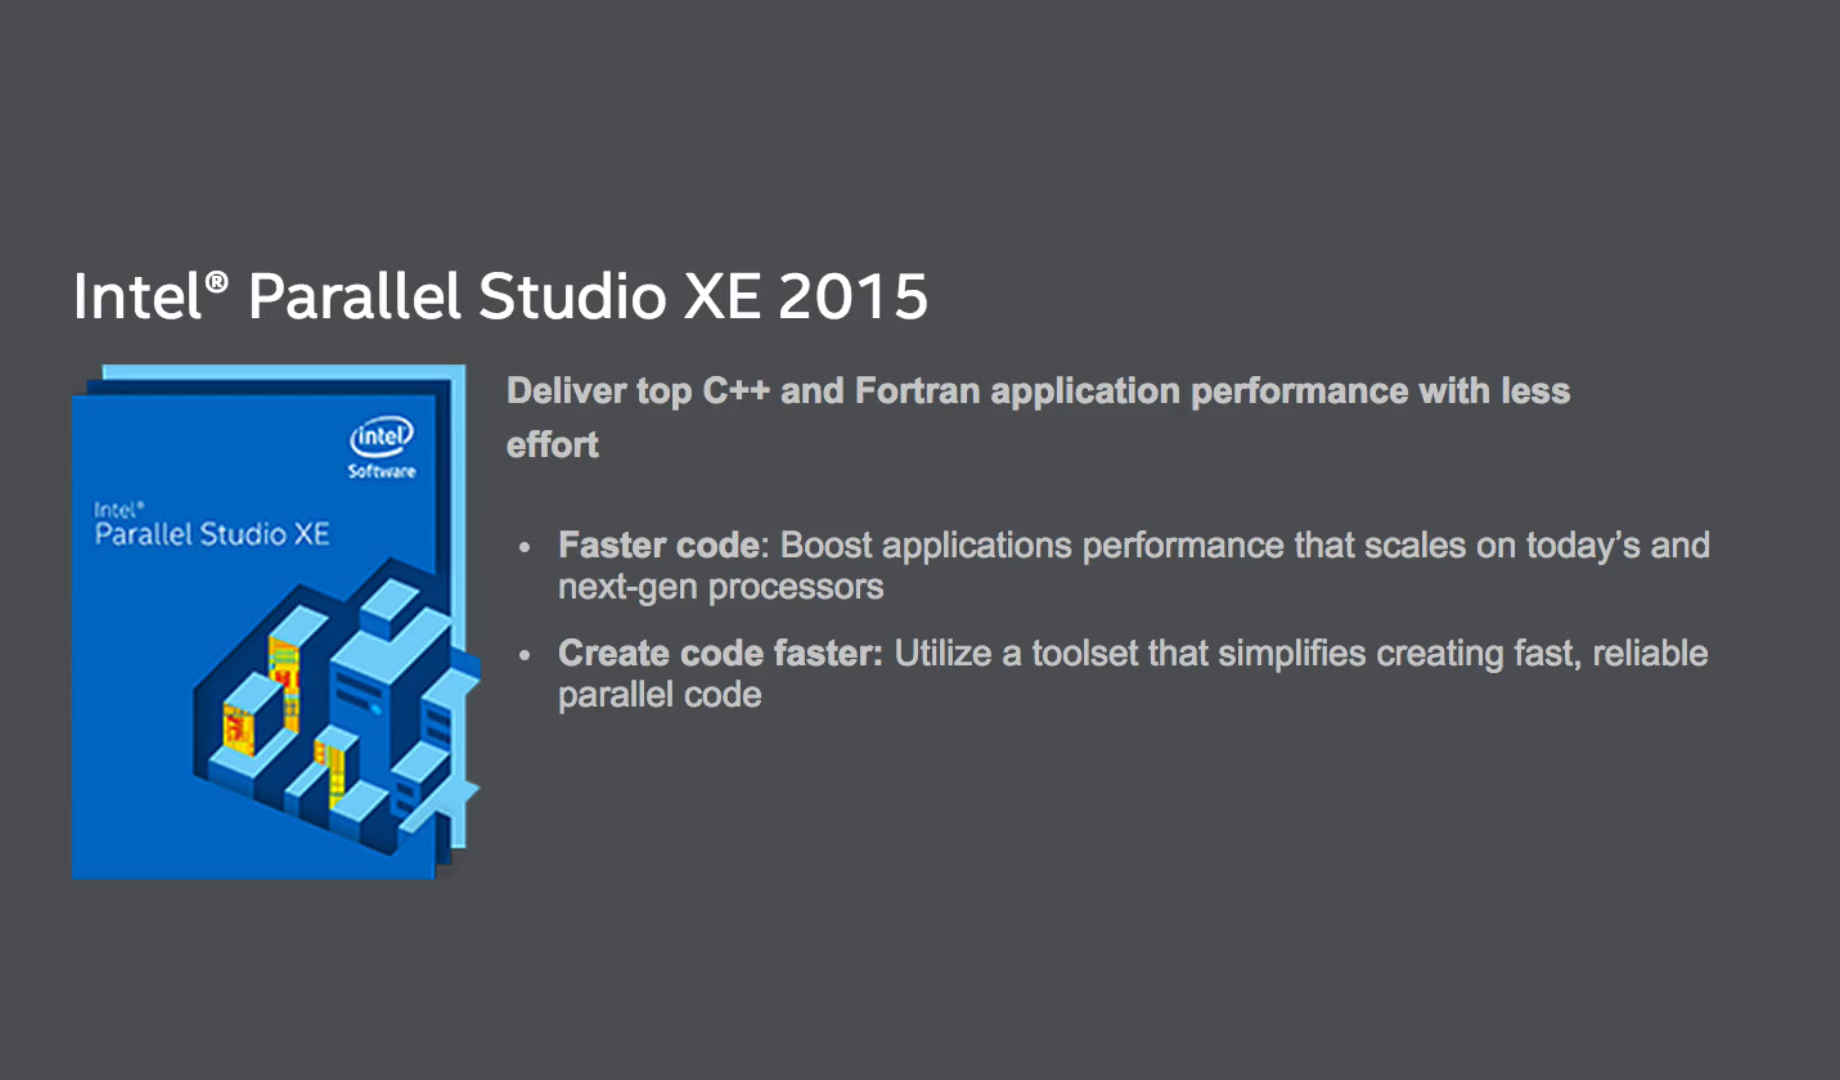 Intel® Parallel Studio XE 2015
intel
Software
Intel®
Parallel Studio XE
Deliver top C++ and Fortran application performance with less
effort
• Faster code: Boost applications performance that scales on today’s and
next-gen processors
• Create code faster: Utilize a toolset that simplifies creating fast, reliable
parallel code